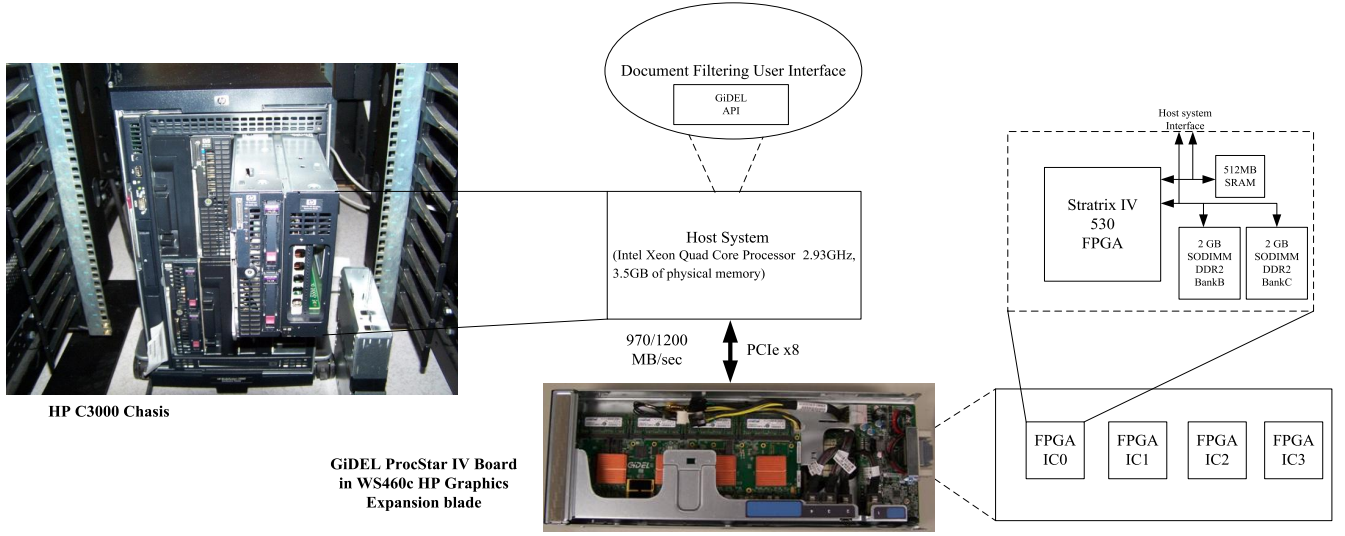 Document Filtering User Interface
GiDEL
API
Host System
(Intel Xeon Quad Core Processor 2.93GHz,
3.5GB of physical memory)
970/1200
MB/sec
PCIe x8
HP C3000 Chasis
GiDEL ProcStar IV Board
in WS460c HP Graphics
Expansion blade
GiDEL
Host system
Interface
Stratrix IV
530
FPGA
512MB
SRAM
2 GB
SODIMM
DDR2
BankB
2 GB
SODIMM
DDR2
BankC
FPGA
IC0
FPGA
IC1
FPGA
IC2
FPGA
IC3